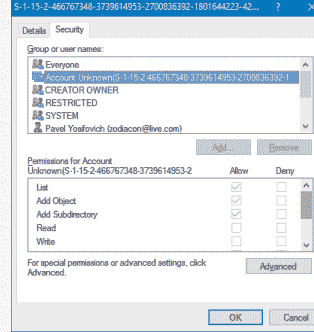 S-1-15-2-466767348-3739614953-2700836392-1801644223-42...
Details Security
Group or user names:
Everyone
Account Unknown(S-1-15-2-466767348-3739614953-2700836392-1
CREATOR OWNER
RESTRICTED
SYSTEM
Pavel Yosifovich (zodiacon@live.com)
Add... Remove
Permissions for Account
Unknown(S-1-15-2-466767348-3739614953-2 Allow Deny
List
Add Object
Add Subdirectory
Read
Write
For special permissions or advanced settings, click
Advanced.
Advanced
OK Cancel